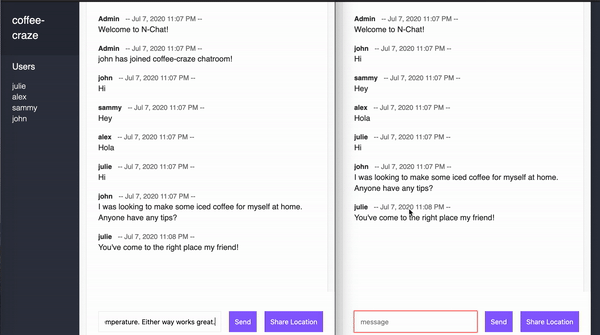 coffee-
craze
Users
julie
alex
sammy
john
Admin -- Jul 7, 2020 11:07 PM --
Welcome to N-Chat!
Admin -- Jul 7, 2020 11:07 PM --
john has joined coffee-craze chatroom!
john -- Jul 7, 2020 11:07 PM --
Hi
sammy -- Jul 7, 2020 11:07 PM --
Hey
alex -- Jul 7, 2020 11:07 PM --
Hola
julie -- Jul 7, 2020 11:07 PM --
Hi
john -- Jul 7, 2020 11:07 PM --
I was looking to make some iced coffee for myself at home.
Anyone have any tips?
julie -- Jul 7, 2020 11:08 PM --
You've come to the right place my friend!
mperature. Either way works great.
Send
Share Location
Admin -- Jul 7, 2020 11:07 PM --
Welcome to N-Chat!
john -- Jul 7, 2020 11:07 PM --
Hi
sammy -- Jul 7, 2020 11:07 PM --
Hey
alex -- Jul 7, 2020 11:07 PM --
Hola
julie -- Jul 7, 2020 11:07 PM --
Hi
john -- Jul 7, 2020 11:07 PM --
I was looking to make some iced coffee for myself at home.
Anyone have any tips?
julie -- Jul 7, 2020 11:08 PM --
You've come to the right place my friend!
message
Send
Share Location